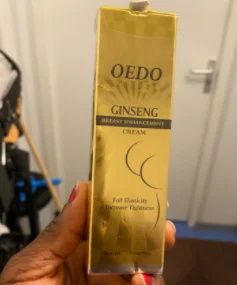 OEDO
GINSENG
BREAST ENHANCEMENT
CREAM
Full Elasticity
Increase Tightness